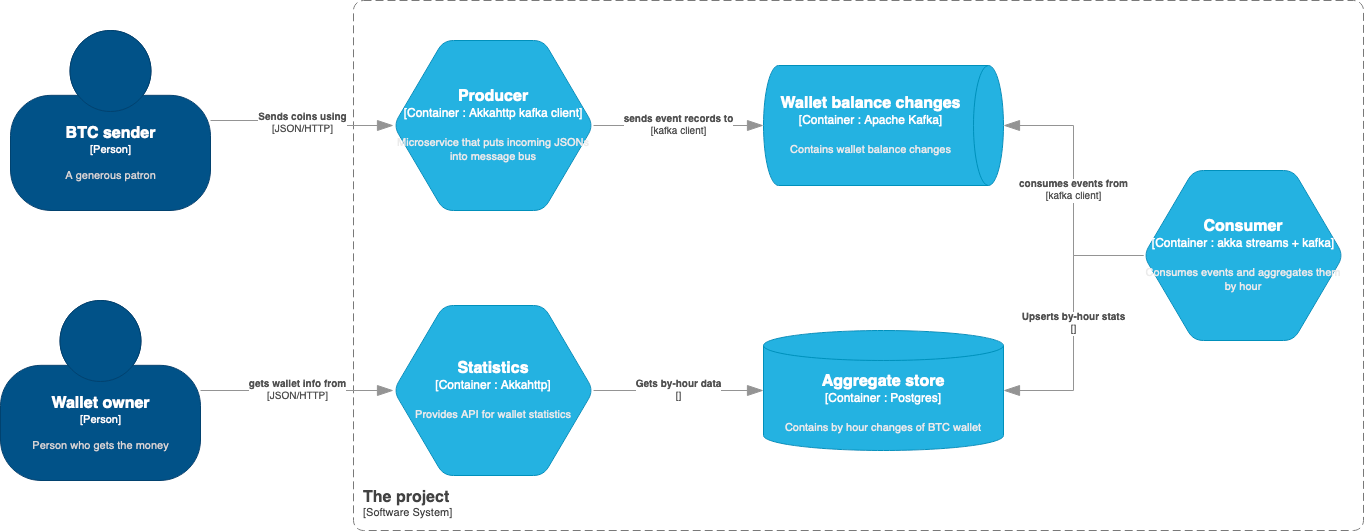 BTC sender
[Person]
A generous patron
Sends coins using
[JSON/HTTP]
Producer
[Container : Akkahttp kafka client]
Microservice that puts incoming JSONs
into message bus
sends event records to
[kafka client]
Wallet balance changes
[Container : Apache Kafka]
Contains wallet balance changes
consumes events from
[kafka client]
Consumer
[Container : akka streams + kafka]
Consumes events and aggregates them
by hour
Upserts by-hour stats
[]
Wallet owner
[Person]
Person who gets the money
gets wallet info from
[JSON/HTTP]
Statistics
[Container : Akkahttp]
Provides API for wallet statistics
Gets by-hour data
[]
Aggregate store
[Container : Postgres]
Contains by hour changes of BTC wallet
The project
[Software System]